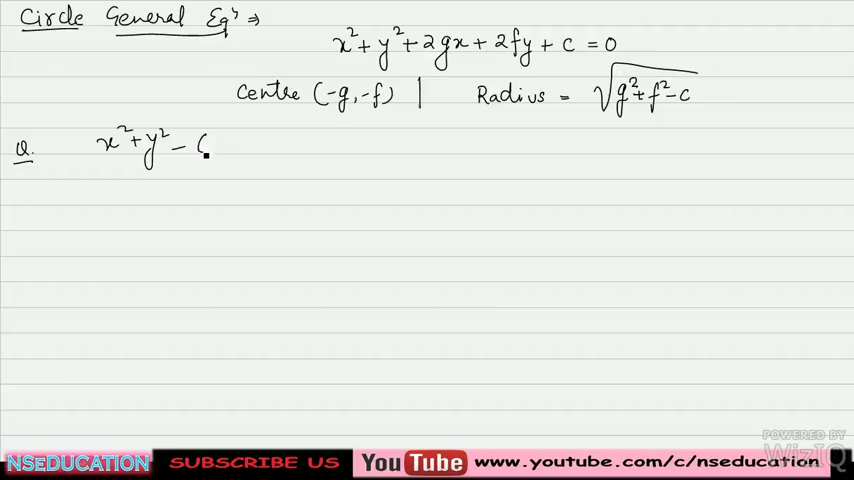 Circle General Eqⁿ ⇒
x² + y² + 2gx + 2fy + c = 0
Centre (-g, -f) | Radius = √(g² + f² - c)
Q. x² + y² -
POWERED BY
WizIQ
NSEDUCATION SUBSCRIBE US YouTube www.youtube.com/c/nseducation